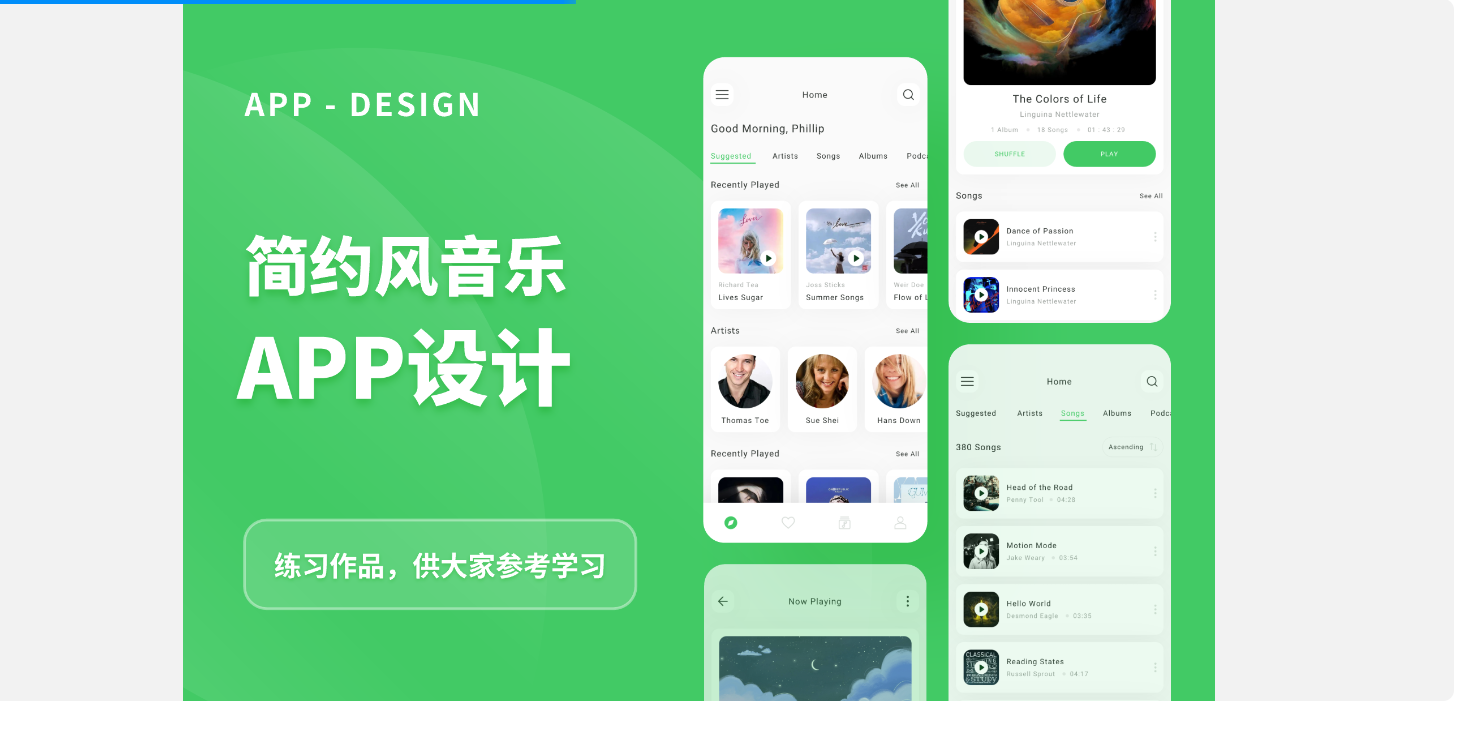 APP - DESIGN
简约风音乐
APP设计
练习作品，供大家参考学习
Home
Good Morning, Phillip
Suggested Artists Songs Albums Podca
Recently Played See All
Richard Tea Joss Sticks Weir Doe
Lives Sugar Summer Songs Flow of L
Artists See All
Thomas Toe Sue Shei Hans Down
Recently Played See All
Now Playing
The Colors of Life
Linguina Nettlewater
1 Album 18 Songs 01 : 43 : 23
SHUFFLE PLAY
Songs See All
Dance of Passion
Linguina Nettlewater
Innocent Princess
Linguina Nettlewater
Home
Suggested Artists Songs Albums Podca
380 Songs Ascending
Head of the Road
Penny Tool 04:28
Motion Mode
Jake Weary 03:54
Hello World
Desmond Eagle 03:35
Reading States
Russell Sprout 04:17